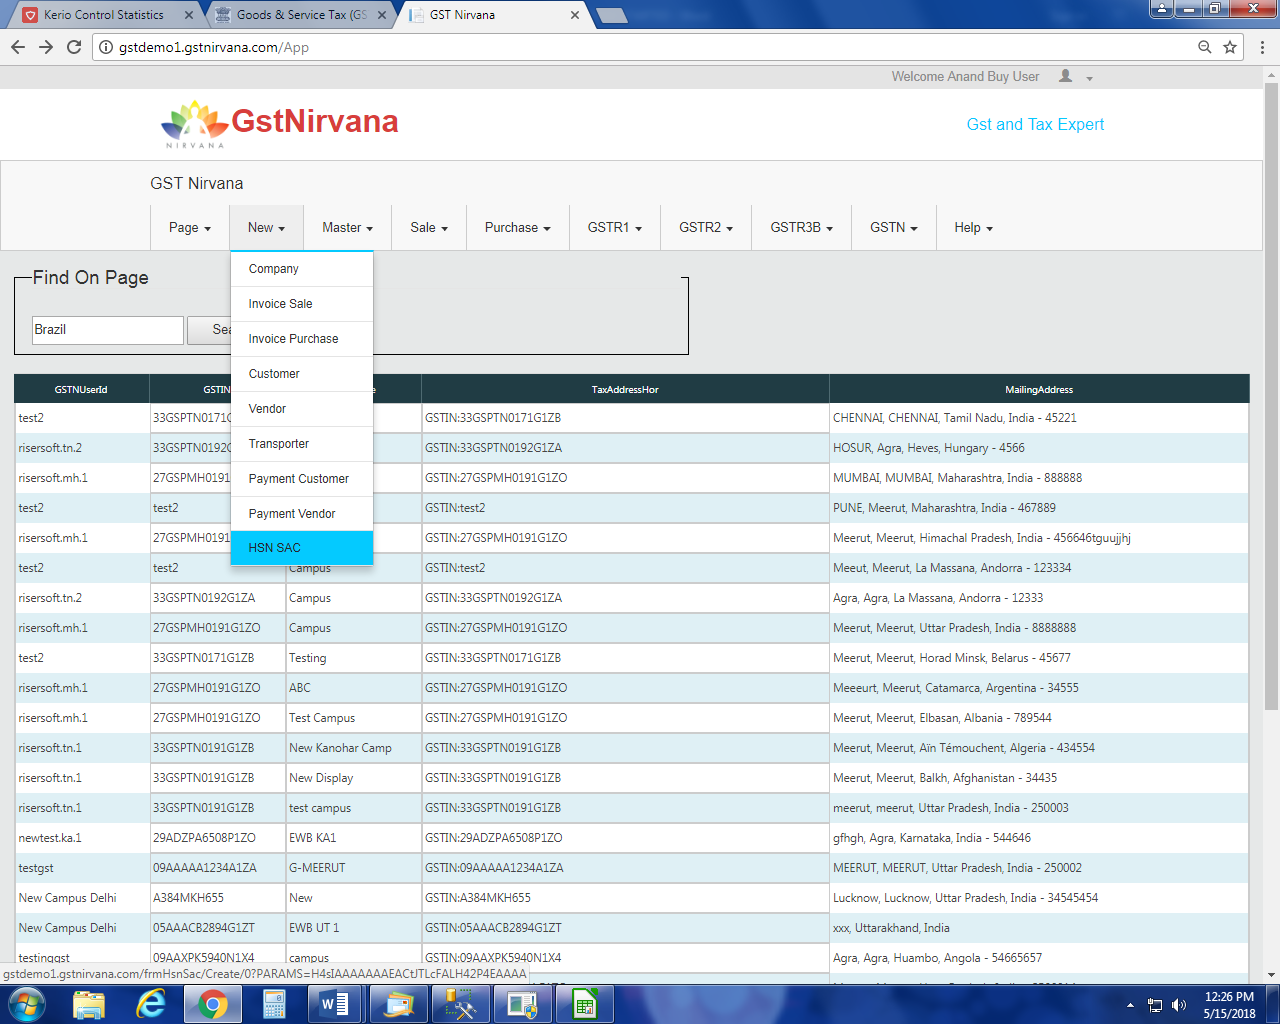 Kerio Control Statistics
Goods & Service Tax (GS
GST Nirvana
gstdemo1.gstnirvana.com/App
Welcome Anand Buy User
NIRVANA
GstNirvana
Gst and Tax Expert
GST Nirvana
Page New Master Sale Purchase GSTR1 GSTR2 GSTR3B GSTN Help
Company
Invoice Sale
Invoice Purchase
Customer
Vendor
Transporter
Payment Customer
Payment Vendor
HSN SAC
Find On Page
Brazil
Sea
GSTNUserId GSTIN e TaxAddressHor MailingAddress
test2 33GSPTN0171G GSTIN:33GSPTN0171G1ZB CHENNAI, CHENNAI, Tamil Nadu, India - 45221
risersoft.tn.2 33GSPTN0192G GSTIN:33GSPTN0192G1ZA HOSUR, Agra, Heves, Hungary - 4566
risersoft.mh.1 27GSPMH0191 GSTIN:27GSPMH0191G1ZO MUMBAI, MUMBAI, Maharashtra, India - 888888
test2 test2 GSTIN:test2 PUNE, Meerut, Maharashtra, India - 467889
risersoft.mh.1 27GSPMH0191 GSTIN:27GSPMH0191G1ZO Meerut, Meerut, Himachal Pradesh, India - 456646tguujjhj
test2 test2 Campus GSTIN:test2 Meeut, Meerut, La Massana, Andorra - 123334
risersoft.tn.2 33GSPTN0192G1ZA Campus GSTIN:33GSPTN0192G1ZA Agra, Agra, La Massana, Andorra - 12333
risersoft.mh.1 27GSPMH0191G1ZO Campus GSTIN:27GSPMH0191G1ZO Meerut, Meerut, Uttar Pradesh, India - 8888888
test2 33GSPTN0171G1ZB Testing GSTIN:33GSPTN0171G1ZB Meerut, Meerut, Horad Minsk, Belarus - 45677
risersoft.mh.1 27GSPMH0191G1ZO ABC GSTIN:27GSPMH0191G1ZO Meeeurt, Meerut, Catamarca, Argentina - 34555
risersoft.mh.1 27GSPMH0191G1ZO Test Campus GSTIN:27GSPMH0191G1ZO Meerut, Meerut, Elbasan, Albania - 789544
risersoft.tn.1 33GSPTN0191G1ZB New Kanohar Camp GSTIN:33GSPTN0191G1ZB Meerut, Meerut, Aïn Témouchent, Algeria - 434554
risersoft.tn.1 33GSPTN0191G1ZB New Display GSTIN:33GSPTN0191G1ZB Meerut, Meerut, Balkh, Afghanistan - 34435
risersoft.tn.1 33GSPTN0191G1ZB test campus GSTIN:33GSPTN0191G1ZB meerut, meerut, Uttar Pradesh, India - 250003
newtest.ka.1 29ADZPA6508P1ZO EWB KA1 GSTIN:29ADZPA6508P1ZO gfhgh, Agra, Karnataka, India - 544646
testgst 09AAAAA1234A1ZA G-MEERUT GSTIN:09AAAAA1234A1ZA MEERUT, MEERUT, Uttar Pradesh, India - 250002
New Campus Delhi A384MKH655 New GSTIN:A384MKH655 Lucknow, Lucknow, Uttar Pradesh, India - 34545454
New Campus Delhi 05AAACB2894G1ZT EWB UT 1 GSTIN:05AAACB2894G1ZT xxx, Uttarakhand, India
testinggst 09AAXPK5940N1X4 campus GSTIN:09AAXPK5940N1X4 Agra, Agra, Huambo, Angola - 54665657
gstdemo1.gstnirvana.com/frmHsnSac/Create/0?PARAMS=H4sIAAAAAAAEACtJTLcFALH42P4EAAAA
12:26 PM
5/15/2018